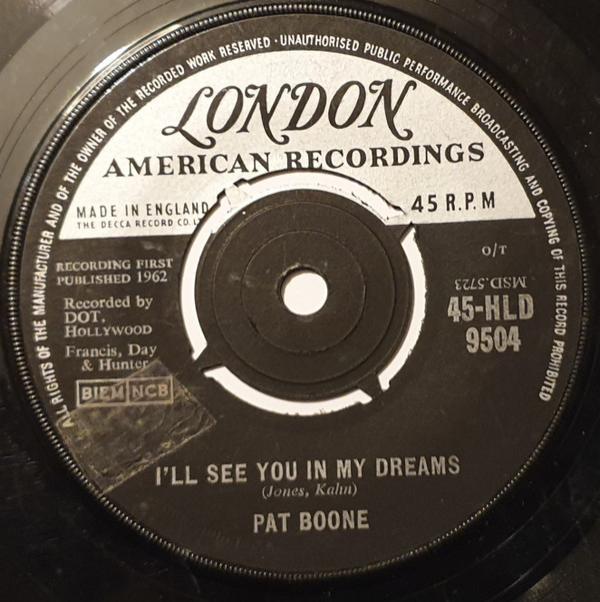 ALL RIGHTS OF THE MANUFACTURER AND OF THE OWNER OF THE RECORDED WORK RESERVED · UNAUTHORISED PUBLIC PERFORMANCE BROADCASTING AND COPYING OF THIS RECORD PROHIBITED
LONDON
AMERICAN RECORDINGS
MADE IN ENGLAND
THE DECCA RECORD CO. L
45 R.P.M
RECORDING FIRST
PUBLISHED 1962
Recorded by
DOT,
HOLLYWOOD
Francis, Day
& Hunter
BIEM NCB
O/T
MSD.5723
45-HLD
9504
I'LL SEE YOU IN MY DREAMS
(Jones, Kahn)
PAT BOONE